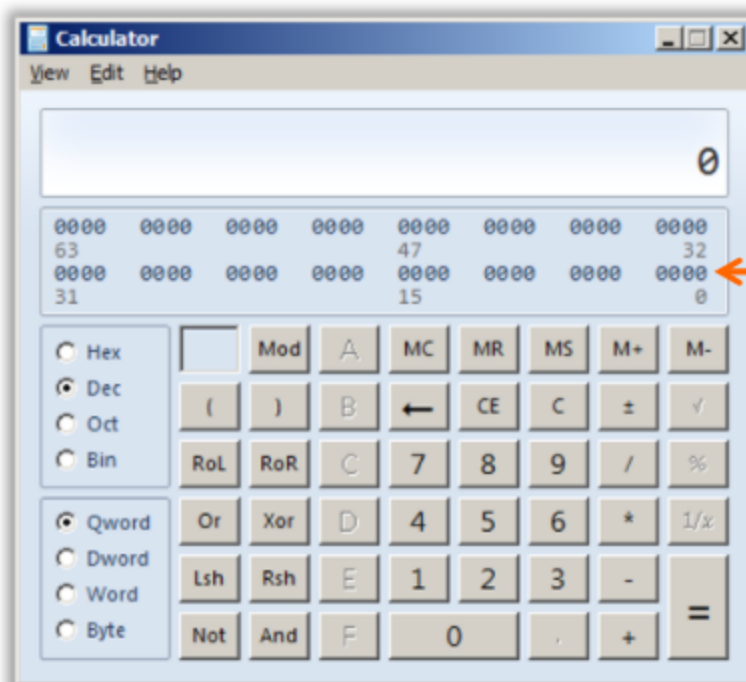 Calculator
View Edit Help
0
0000 0000 0000 0000 0000 0000 0000 0000
63 47 32
0000 0000 0000 0000 0000 0000 0000 0000
31 15 0
Hex Mod A MC MR MS M+ M-
Dec ( ) B ← CE C ± √
Oct
Bin RoL RoR C 7 8 9 / %
Qword Or Xor D 4 5 6 * 1/x
Dword
Lsh Rsh E 1 2 3 - =
Word
Byte Not And F 0 . +